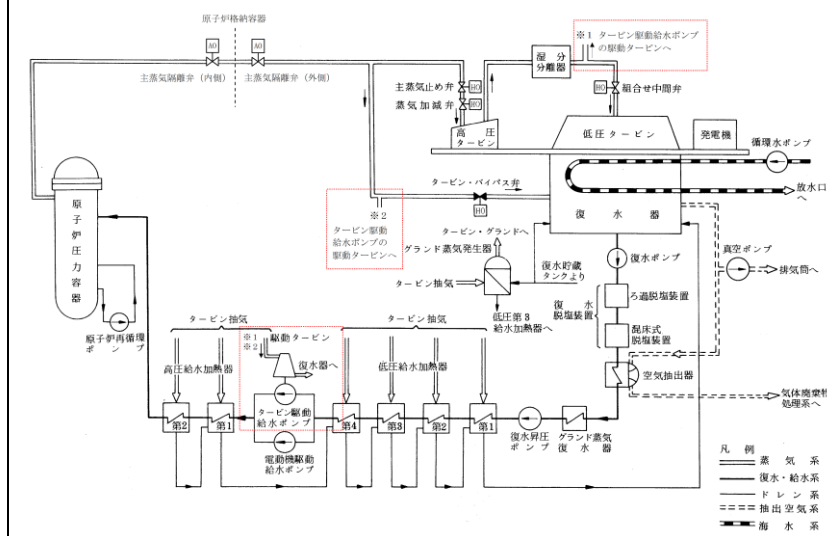 原子炉格納容器
AO
AO
主蒸気隔離弁（内側）
主蒸気隔離弁（外側）
※1 タービン駆動給水ポンプ
の駆動タービンへ
湿分
分離器
主蒸気止め弁
HO
蒸気加減弁
HO
HO
組合せ中間弁
高圧
タービン
低圧タービン
発電機
循環水ポンプ
放水口
へ
タービン・バイパス弁
HO
復水器
※2
タービン駆動
給水ポンプの
駆動タービンへ
原子炉圧力容器
タービン・グランドへ
グランド蒸気発生器
タービン抽気
復水貯蔵
タンクより
低圧第3
給水加熱器へ
復水ポンプ
真空ポンプ
排気筒へ
復水
脱塩装置
ろ過脱塩装置
混床式
脱塩装置
原子炉再循環
ポンプ
タービン抽気
タービン抽気
※1
※2
駆動タービン
復水器へ
高圧給水加熱器
低圧給水加熱器
空気抽出器
気体廃棄物
処理系へ
タービン駆動
給水ポンプ
第2
第1
第4
第3
第2
第1
電動機駆動
給水ポンプ
復水昇圧
ポンプ
グランド蒸気
復水器
凡例
蒸気系
復水・給水系
ドレン系
抽出空気系
海水系